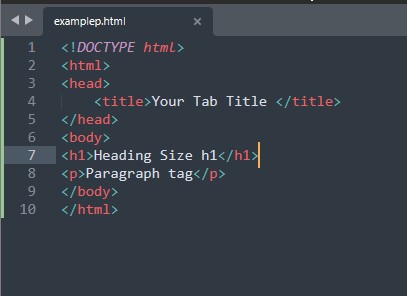 examplep.html
1 <!DOCTYPE html>
2 <html>
3 <head>
4 <title>Your Tab Title </title>
5 </head>
6 <body>
7 <h1>Heading Size h1</h1>
8 <p>Paragraph tag</p>
9 </body>
10 </html>